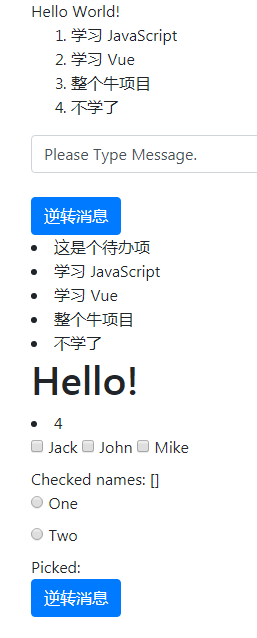 Hello World!
1. 学习 JavaScript
2. 学习 Vue
3. 整个牛项目
4. 不学了
Please Type Message.
逆转消息
• 这是个待办项
• 学习 JavaScript
• 学习 Vue
• 整个牛项目
• 不学了
Hello!
• 4
Jack John Mike
Checked names: []
One
Two
Picked:
逆转消息